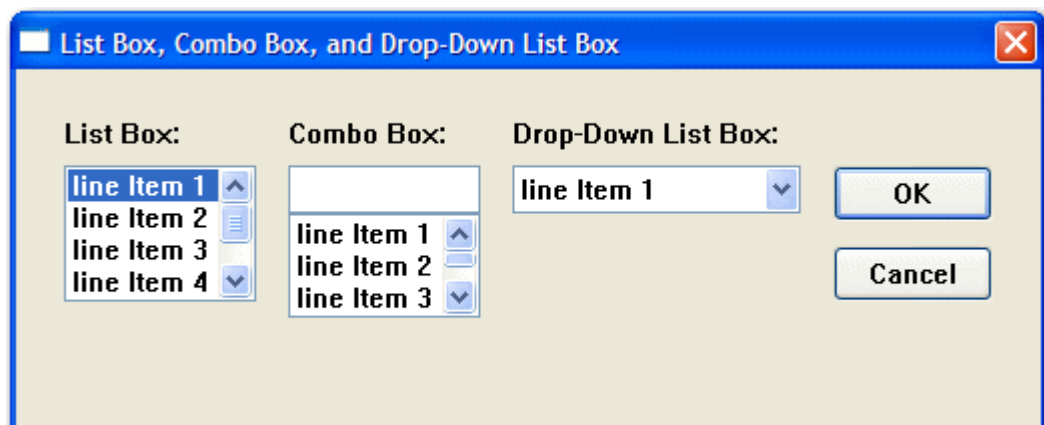 List Box, Combo Box, and Drop-Down List Box
List Box:
line Item 1
line Item 2
line Item 3
line Item 4
Combo Box:
line Item 1
line Item 2
line Item 3
Drop-Down List Box:
line Item 1
OK
Cancel